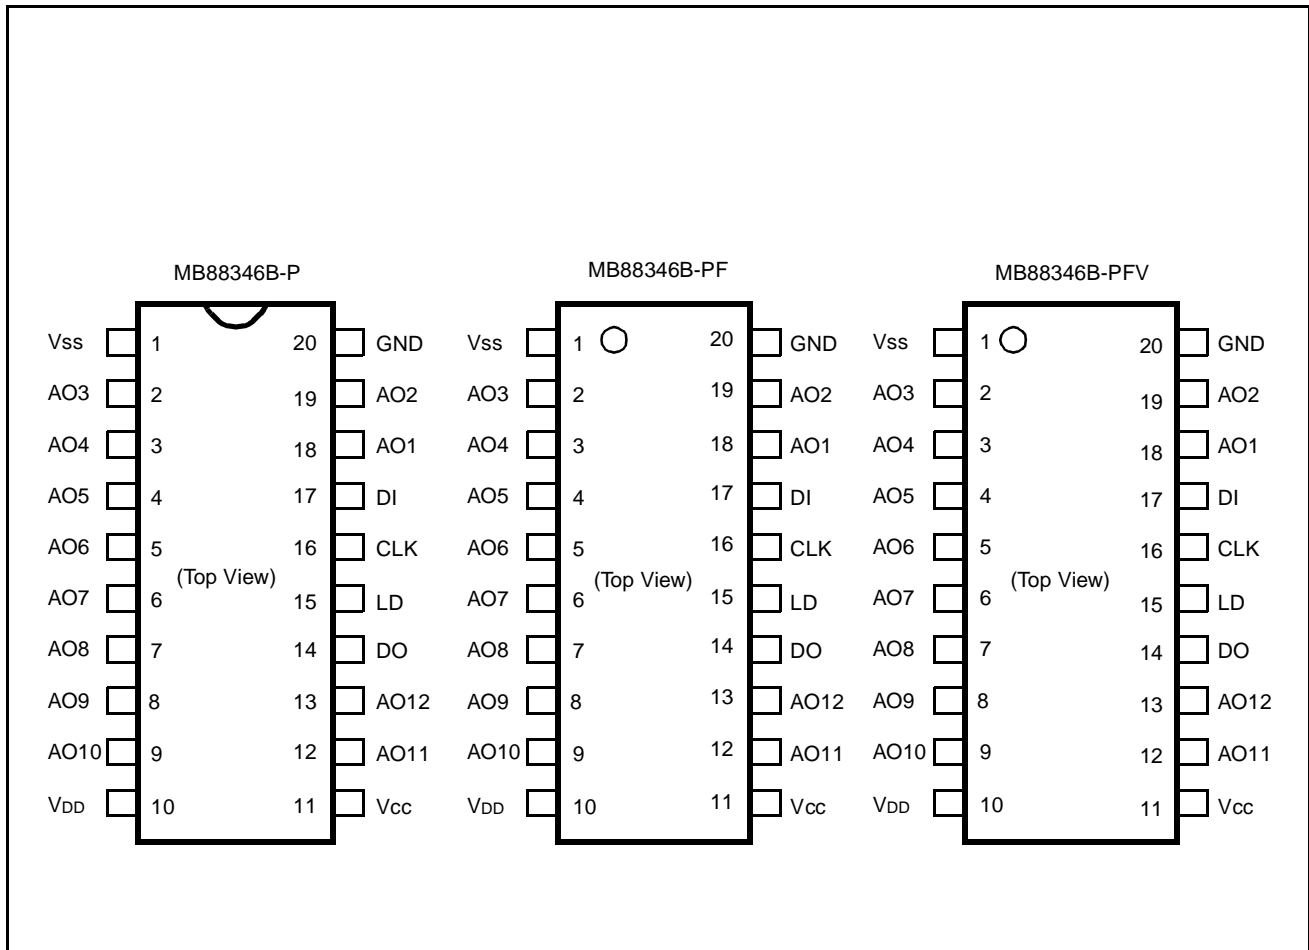 MB88346B-P MB88346B-PF MB88346B-PFV
Vss 1 20 GND Vss 1 20 GND Vss 1 20 GND
AO3 2 19 AO2 AO3 2 19 AO2 AO3 2 19 AO2
AO4 3 18 AO1 AO4 3 18 AO1 AO4 3 18 AO1
AO5 4 17 DI AO5 4 17 DI AO5 4 17 DI
AO6 5 16 CLK AO6 5 16 CLK AO6 5 16 CLK
(Top View) (Top View) (Top View)
AO7 6 15 LD AO7 6 15 LD AO7 6 15 LD
AO8 7 14 DO AO8 7 14 DO AO8 7 14 DO
AO9 8 13 AO12 AO9 8 13 AO12 AO9 8 13 AO12
AO10 9 12 AO11 AO10 9 12 AO11 AO10 9 12 AO11
VDD 10 11 Vcc VDD 10 11 Vcc VDD 10 11 Vcc